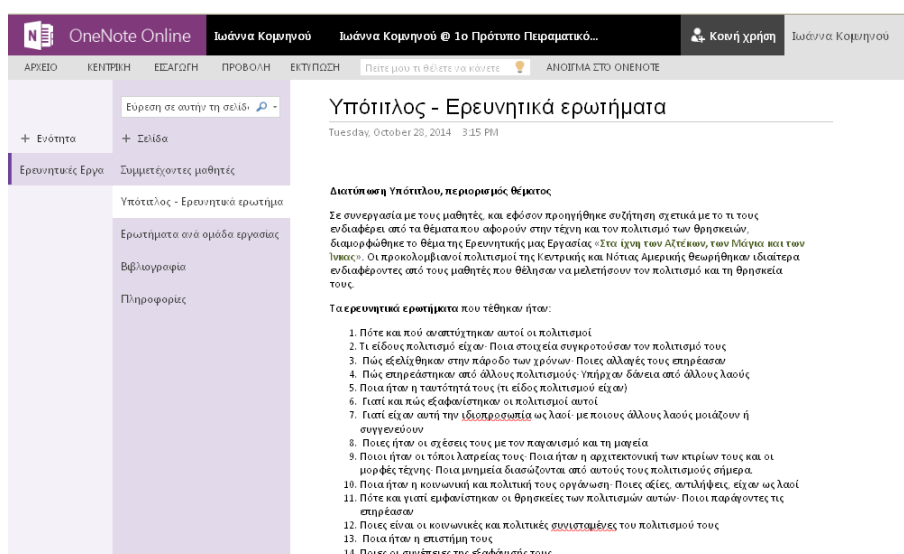 OneNote Online
Ιωάννα Κομνηνού
Ιωάννα Κομνηνού @ 1ο Πρότυπο Πειραματικό...
Κοινή χρήση
Ιωάννα Κομνηνού
ΑΡΧΕΙΟ ΚΕΝΤΡΙΚΗ ΕΙΣΑΓΩΓΗ ΠΡΟΒΟΛΗ ΕΚΤΥΠΩΣΗ Πείτε μου τι θέλετε να κάνετε ΑΝΟΙΓΜΑ ΣΤΟ ONENOTE
Εύρεση σε αυτήν τη σελίδ
+ Ενότητα
+ Σελίδα
Ερευνητικές Εργα
Συμμετέχοντες μαθητές
Υπότιτλος - Ερευνητικά ερωτήμα
Ερωτήματα ανά ομάδα εργασίας
Βιβλιογραφία
Πληροφορίες
Υπότιτλος - Ερευνητικά ερωτήματα
Tuesday, October 28, 2014 3:15 PM
Διατύπωση Υπότιτλου, περιορισμός θέματος
Σε συνεργασία με τους μαθητές, και εφόσον προηγήθηκε συζήτηση σχετικά με το τι τους
ενδιαφέρει από τα θέματα που αφορούν στην τέχνη και τον πολιτισμό των θρησκειών,
διαμορφώθηκε το θέμα της Ερευνητικής μας Εργασίας «Στα ίχνη των Αζτέκων, των Μάγια και των
Ίνκας». Οι προκολομβιανοί πολιτισμοί της Κεντρικής και Νότιας Αμερικής θεωρήθηκαν ιδιαίτερα
ενδιαφέροντες από τους μαθητές που θέλησαν να μελετήσουν τον πολιτισμό και τη θρησκεία
τους.
Τα ερευνητικά ερωτήματα που τέθηκαν ήταν:
1. Πότε και πού αναπτύχτηκαν αυτοί οι πολιτισμοί
2. Τι είδους πολιτισμό είχαν· Ποια στοιχεία συγκροτούσαν τον πολιτισμό τους
3. Πώς εξελίχθηκαν στην πάροδο των χρόνων· Ποιες αλλαγές τους επηρέασαν
4. Πώς επηρεάστηκαν από άλλους πολιτισμούς· Υπήρχαν δάνεια από άλλους λαούς
5. Ποια ήταν η ταυτότητά τους (τι είδος πολιτισμού είχαν)
6. Γιατί και πώς εξαφανίστηκαν οι πολιτισμοί αυτοί
7. Γιατί είχαν αυτή την ιδιοπροσωπία ως λαοί· με ποιους άλλους λαούς μοιάζουν ή
συγγενεύουν
8. Ποιες ήταν οι σχέσεις τους με τον παγανισμό και τη μαγεία
9. Ποιοι ήταν οι τόποι λατρείας τους· Ποια ήταν η αρχιτεκτονική των κτιρίων τους και οι
μορφές τέχνης· Ποια μνημεία διασώζονται από αυτούς τους πολιτισμούς σήμερα.
10. Ποια ήταν η κοινωνική και πολιτική τους οργάνωση· Ποιες αξίες, αντιλήψεις, είχαν ως λαοί
11. Πότε και γιατί εμφανίστηκαν οι θρησκείες των πολιτισμών αυτών· Ποιοι παράγοντες τις
επηρέασαν
12. Ποιες είναι οι κοινωνικές και πολιτικές συνισταμένες του πολιτισμού τους
13. Ποια ήταν η επιστήμη τους
14. Ποιες οι συνέπειες της εξαφάνισής τους